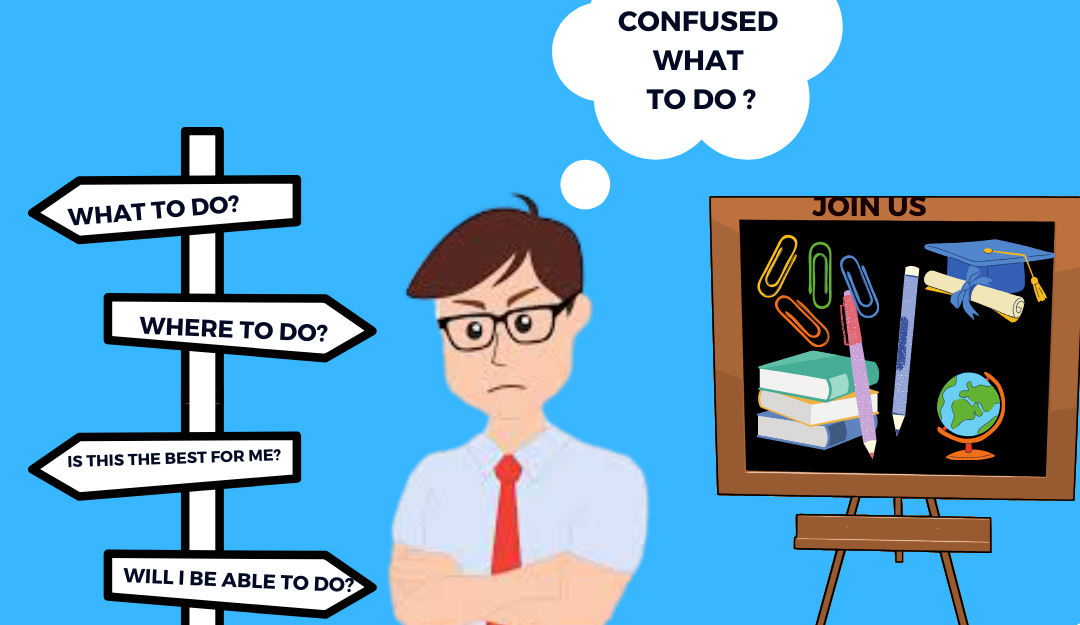 CONFUSED
WHAT
TO DO ?
WHAT TO DO?
WHERE TO DO?
IS THIS THE BEST FOR ME?
WILL I BE ABLE TO DO?
JOIN US